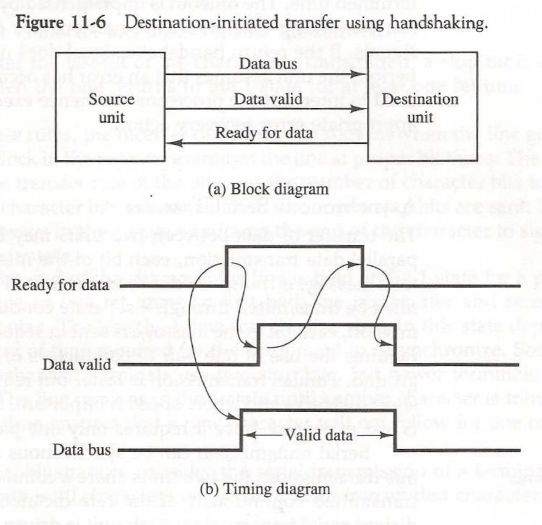 Figure 11-6 Destination-initiated transfer using handshaking.
Data bus
Source unit
Data valid
Destination unit
Ready for data
(a) Block diagram
Ready for data
Data valid
Data bus
Valid data
(b) Timing diagram